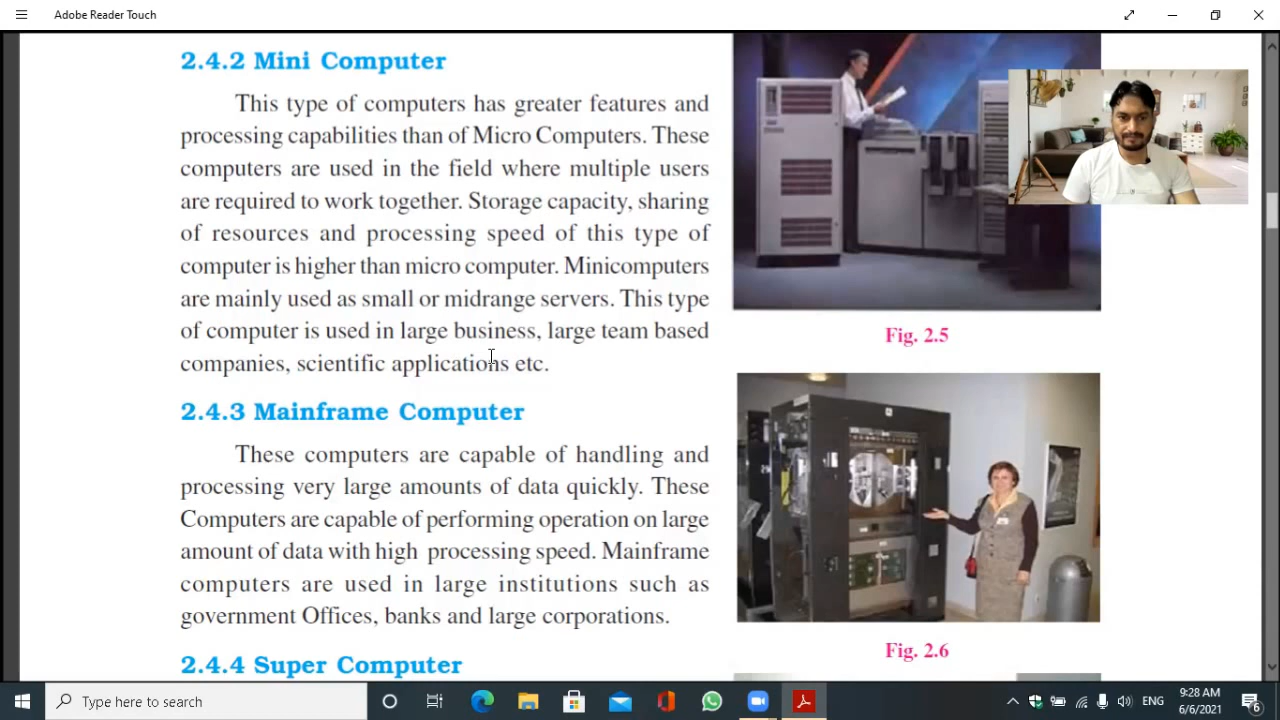 Adobe Reader Touch
2.4.2 Mini Computer
This type of computers has greater features and
processing capabilities than of Micro Computers. These
computers are used in the field where multiple users
are required to work together. Storage capacity, sharing
of resources and processing speed of this type of
computer is higher than micro computer. Minicomputers
are mainly used as small or midrange servers. This type
of computer is used in large business, large team based
companies, scientific applications etc.
Fig. 2.5
2.4.3 Mainframe Computer
These computers are capable of handling and
processing very large amounts of data quickly. These
Computers are capable of performing operation on large
amount of data with high processing speed. Mainframe
computers are used in large institutions such as
government Offices, banks and large corporations.
Fig. 2.6
2.4.4 Super Computer
Type here to search
ENG
9:28 AM
6/6/2021
6